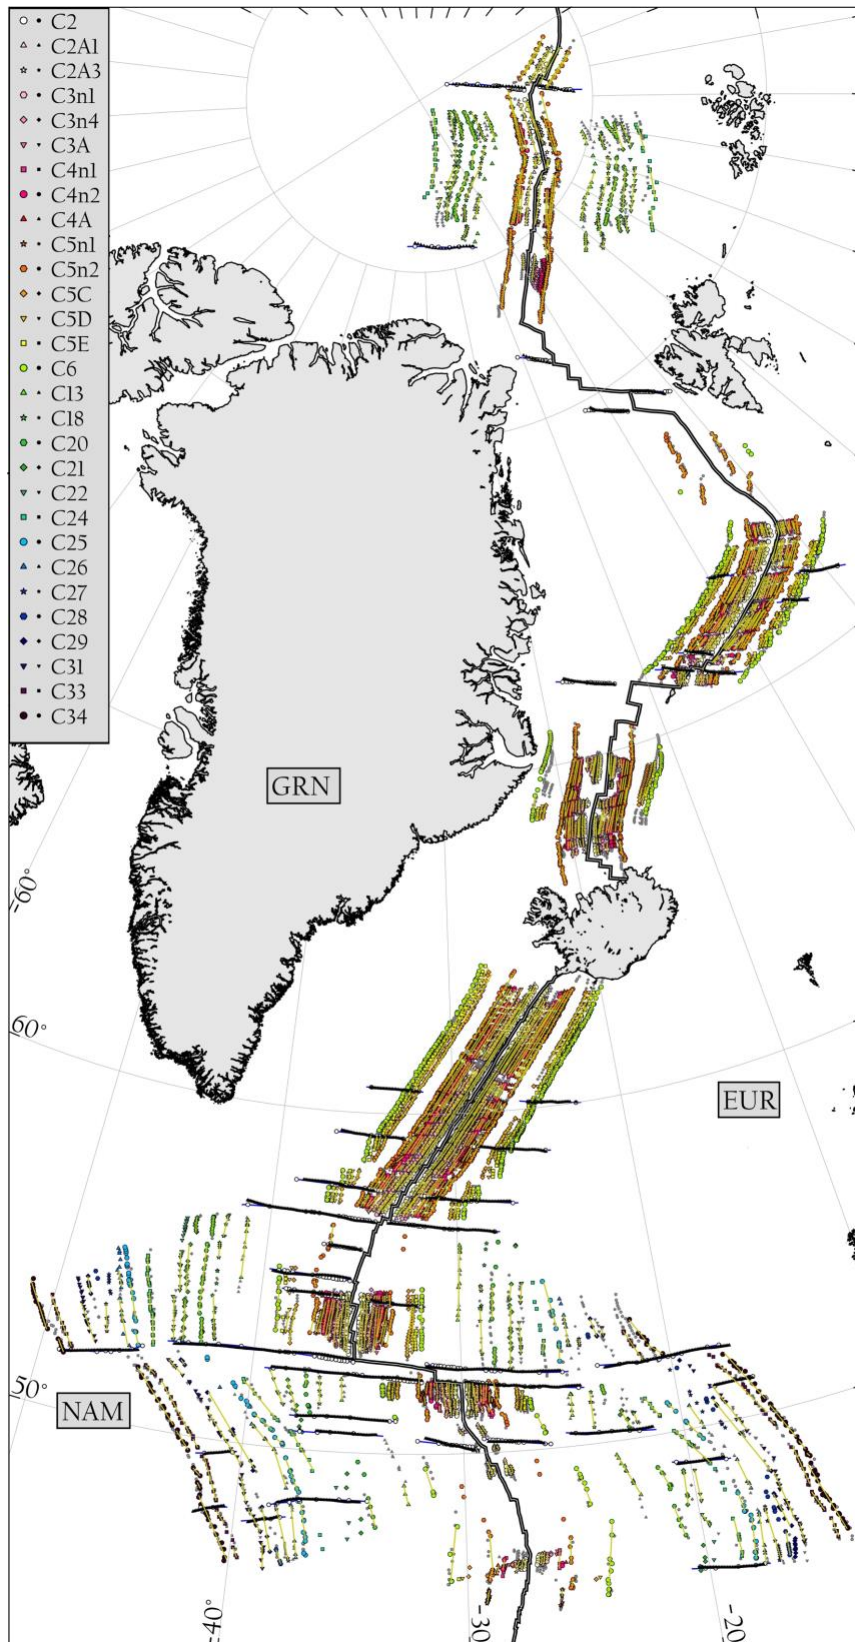 C2
C2A1
C2A3
C3n1
C3n4
C3A
C4n1
C4n2
C4A
C5n1
C5n2
C5C
C5D
C5E
C6
C13
C18
C20
C21
C22
C24
C25
C26
C27
C28
C29
C31
C33
C34
GRN
-60°
60°
EUR
50°
NAM
-40°
-30
-20